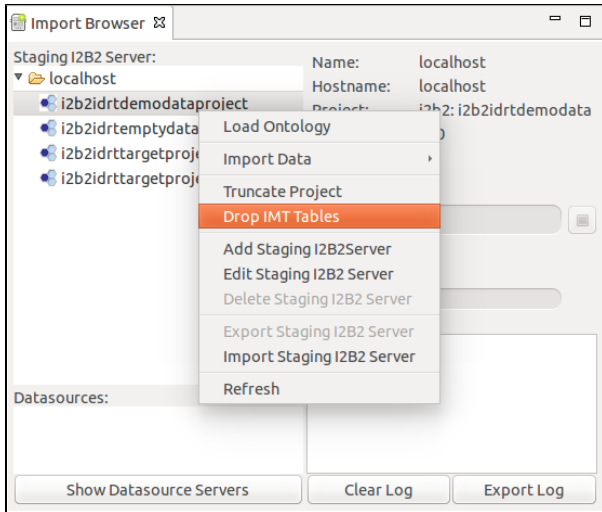 Import Browser
Staging I2B2 Server:
localhost
i2b2idrtdemodataproject
i2b2idrtemptydata
i2b2idrttargetproje
i2b2idrttargetproje
Name: localhost
Hostname: localhost
Project: i2b2: i2b2idrtdemodata
Load Ontology
Import Data
Truncate Project
Drop IMT Tables
Add Staging I2B2Server
Edit Staging I2B2 Server
Delete Staging I2B2 Server
Export Staging I2B2 Server
Import Staging I2B2 Server
Refresh
Datasources:
Show Datasource Servers
Clear Log
Export Log